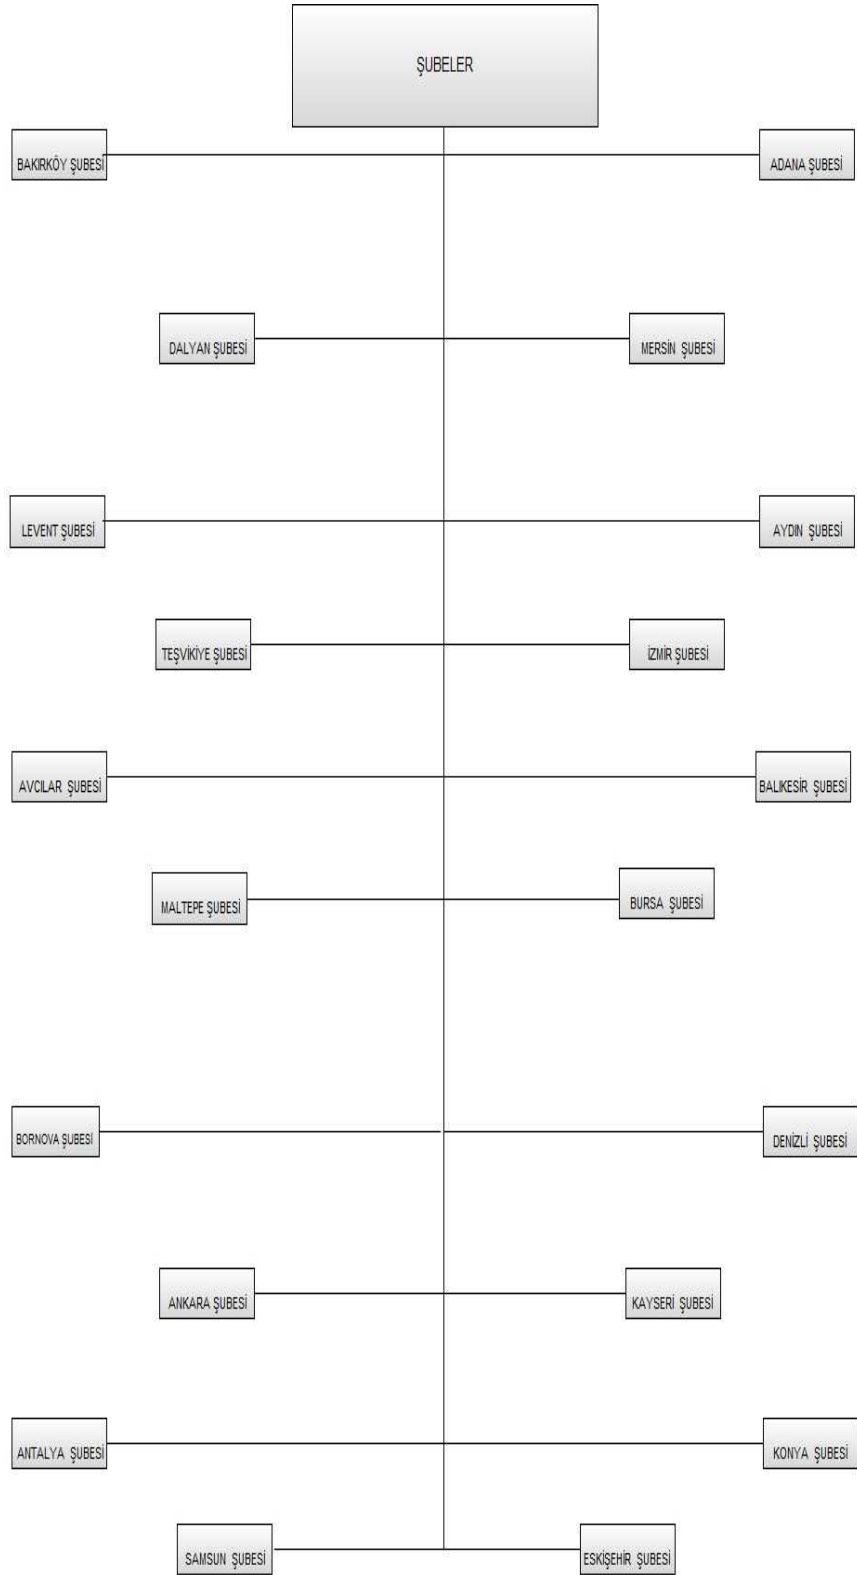 ŞUBELER
BAKIRKÖY ŞUBESİ
ADANA ŞUBESİ
DALYAN ŞUBESİ
MERSİN ŞUBESİ
LEVENT ŞUBESİ
AYDIN ŞUBESİ
TEŞVİKİYE ŞUBESİ
İZMİR ŞUBESİ
AVCILAR ŞUBESİ
BALIKESİR ŞUBESİ
MALTEPE ŞUBESİ
BURSA ŞUBESİ
BORNOVA ŞUBESİ
DENİZLİ ŞUBESİ
ANKARA ŞUBESİ
KAYSERİ ŞUBESİ
ANTALYA ŞUBESİ
KONYA ŞUBESİ
SAMSUN ŞUBESİ
ESKİŞEHİR ŞUBESİ